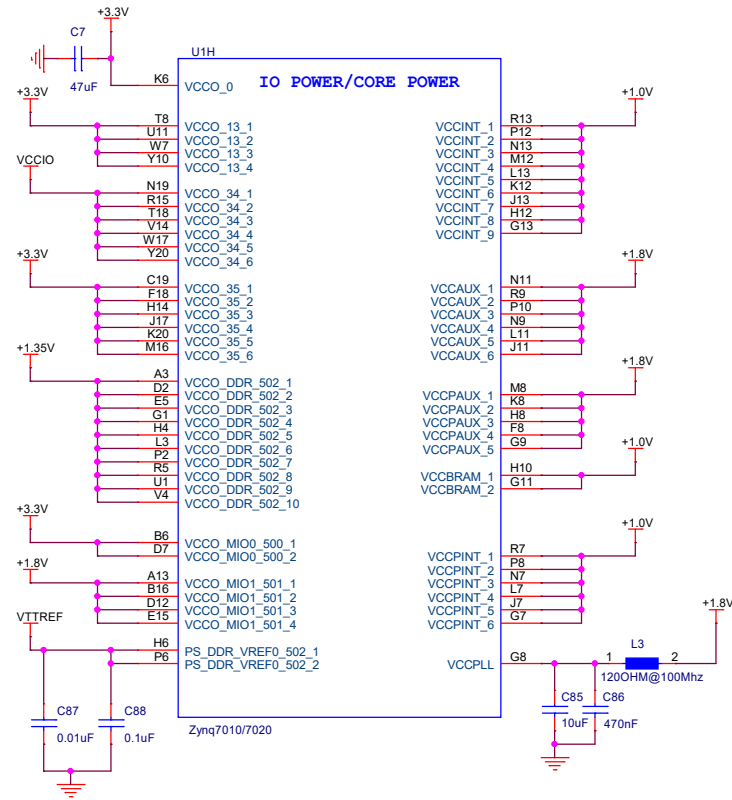 +3.3V
C7
47uF
U1H
IO POWER/CORE POWER
K6 VCCO_0
+3.3V
T8 VCCO_13_1
U11 VCCO_13_2
W7 VCCO_13_3
Y10 VCCO_13_4
VCCIO
N19 VCCO_34_1
R15 VCCO_34_2
T18 VCCO_34_3
V14 VCCO_34_4
W17 VCCO_34_5
Y20 VCCO_34_6
+3.3V
C19 VCCO_35_1
F18 VCCO_35_2
H14 VCCO_35_3
J17 VCCO_35_4
K20 VCCO_35_5
M16 VCCO_35_6
+1.35V
A3 VCCO_DDR_502_1
D2 VCCO_DDR_502_2
E5 VCCO_DDR_502_3
G1 VCCO_DDR_502_4
H4 VCCO_DDR_502_5
L3 VCCO_DDR_502_6
P2 VCCO_DDR_502_7
R5 VCCO_DDR_502_8
U1 VCCO_DDR_502_9
V4 VCCO_DDR_502_10
+3.3V
B6 VCCO_MIO0_500_1
D7 VCCO_MIO0_500_2
+1.8V
A13 VCCO_MIO1_501_1
B16 VCCO_MIO1_501_2
D12 VCCO_MIO1_501_3
E15 VCCO_MIO1_501_4
VTTREF
H6 PS_DDR_VREF0_502_1
P6 PS_DDR_VREF0_502_2
C87
0.01uF
C88
0.1uF
+1.0V
VCCINT_1 R13
VCCINT_2 P12
VCCINT_3 N13
VCCINT_4 M12
VCCINT_5 L13
VCCINT_6 K12
VCCINT_7 J13
VCCINT_8 H12
VCCINT_9 G13
+1.8V
VCCAUX_1 N11
VCCAUX_2 R9
VCCAUX_3 P10
VCCAUX_4 N9
VCCAUX_5 L11
VCCAUX_6 J11
+1.8V
VCCPAUX_1 M8
VCCPAUX_2 K8
VCCPAUX_3 H8
VCCPAUX_4 F8
VCCPAUX_5 G9
+1.0V
VCCBRAM_1 H10
VCCBRAM_2 G11
+1.0V
VCCPINT_1 R7
VCCPINT_2 P8
VCCPINT_3 N7
VCCPINT_4 L7
VCCPINT_5 J7
VCCPINT_6 G7
+1.8V
VCCPLL G8
L3
1 2
120OHM@100Mhz
C85
10uF
C86
470nF
Zynq7010/7020